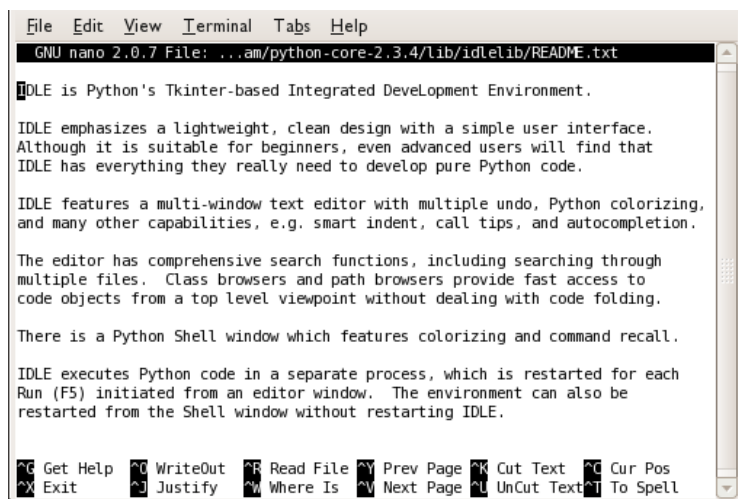 File Edit View Terminal Tabs Help
GNU nano 2.0.7 File: ...am/python-core-2.3.4/lib/idlelib/README.txt
IDLE is Python's Tkinter-based Integrated DeveLopment Environment.
IDLE emphasizes a lightweight, clean design with a simple user interface.
Although it is suitable for beginners, even advanced users will find that
IDLE has everything they really need to develop pure Python code.
IDLE features a multi-window text editor with multiple undo, Python colorizing,
and many other capabilities, e.g. smart indent, call tips, and autocompletion.
The editor has comprehensive search functions, including searching through
multiple files.  Class browsers and path browsers provide fast access to
code objects from a top level viewpoint without dealing with code folding.
There is a Python Shell window which features colorizing and command recall.
IDLE executes Python code in a separate process, which is restarted for each
Run (F5) initiated from an editor window.  The environment can also be
restarted from the Shell window without restarting IDLE.
^G Get Help ^O WriteOut ^R Read File ^Y Prev Page ^K Cut Text ^C Cur Pos
^X Exit ^J Justify ^W Where Is ^V Next Page ^U UnCut Text ^T To Spell